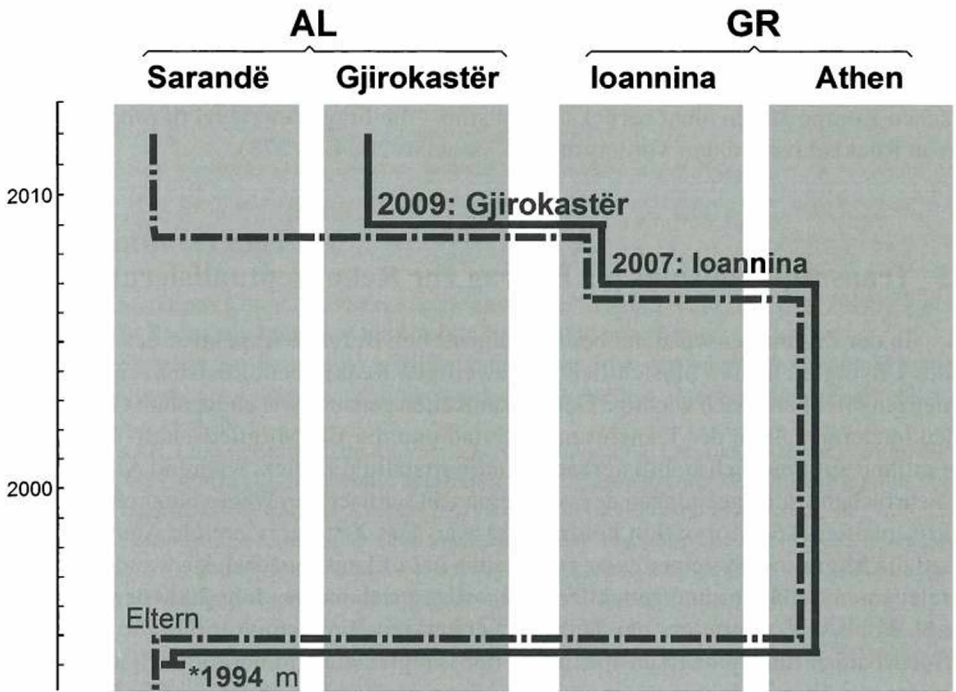 AL GR
Sarandë Gjirokastër Ioannina Athen
2010
2009: Gjirokastër
2007: Ioannina
2000
Eltern
*1994 m